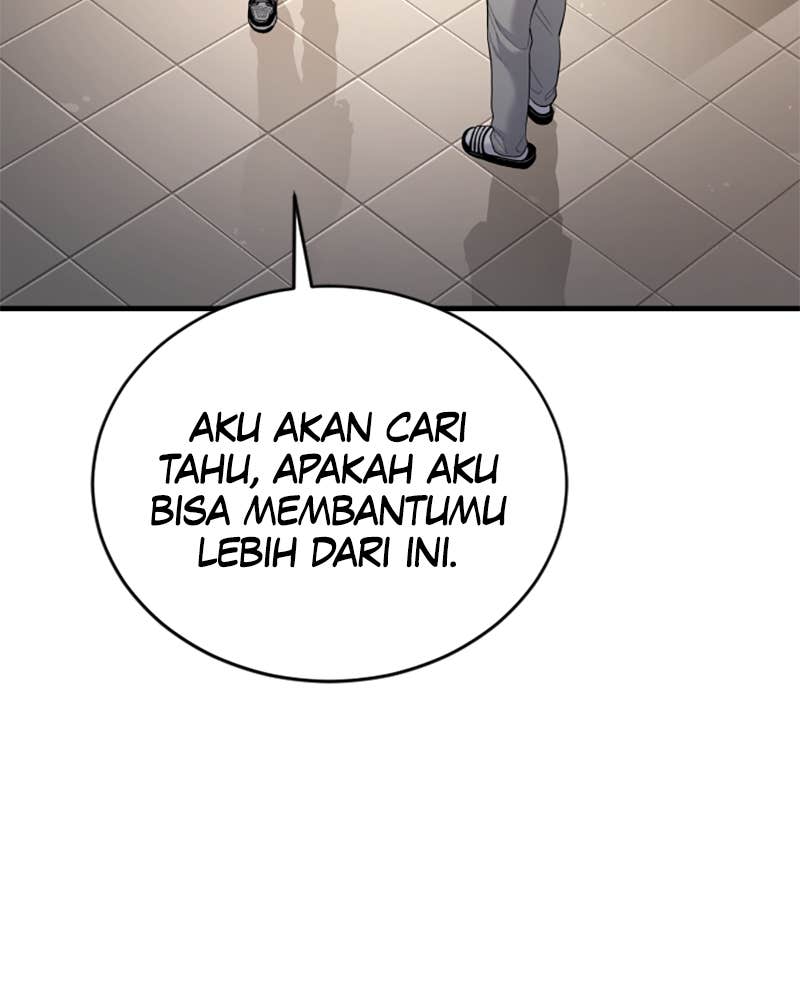 AKU AKAN CARI
TAHU, APAKAH AKU
BISA MEMBANTUMU
LEBIH DARI INI.